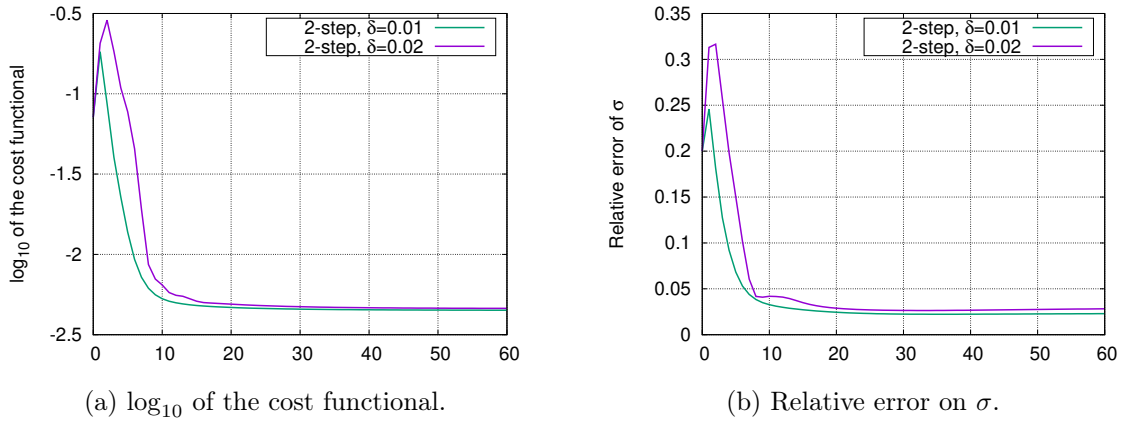 log₁₀ of the cost functional
-0.5
-1
-1.5
-2
-2.5
0 10 20 30 40 50 60
2-step, δ=0.01
2-step, δ=0.02
(a) log₁₀ of the cost functional.
Relative error of σ
0.35
0.3
0.25
0.2
0.15
0.1
0.05
0
0 10 20 30 40 50 60
2-step, δ=0.01
2-step, δ=0.02
(b) Relative error on σ.